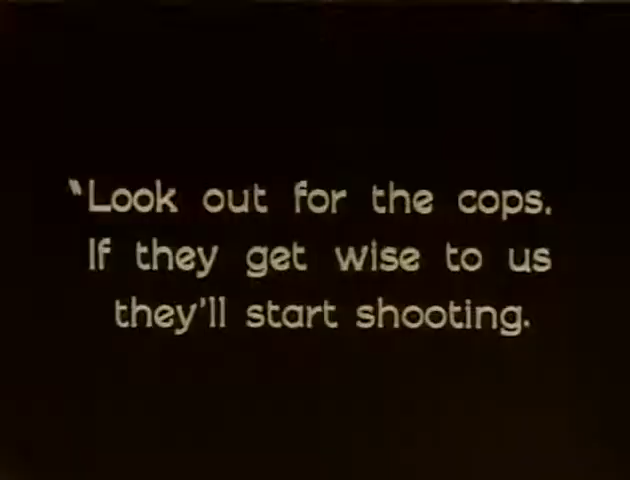 "Look out for the cops.
If they get wise to us
they'll start shooting.